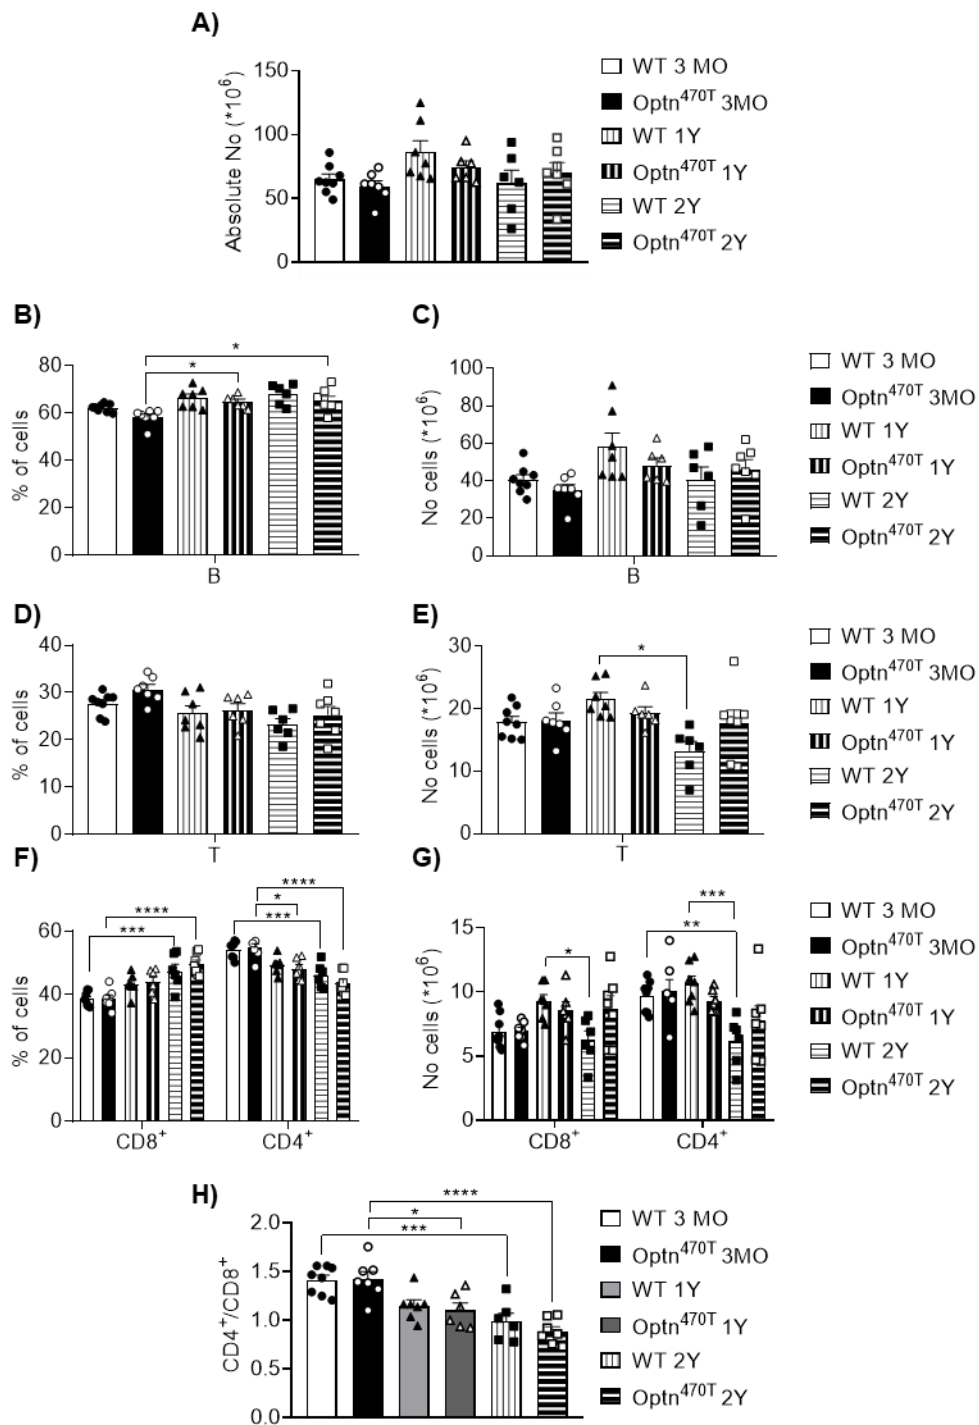 A)
Absolute No (*10⁶)
150
100
50
0
WT 3 MO
Optn⁴⁷⁰ᵀ 3MO
WT 1Y
Optn⁴⁷⁰ᵀ 1Y
WT 2Y
Optn⁴⁷⁰ᵀ 2Y
B)
% of cells
80
60
40
20
0
*
*
B
C)
No cells (*10⁶)
100
80
60
40
20
0
B
WT 3 MO
Optn⁴⁷⁰ᵀ 3MO
WT 1Y
Optn⁴⁷⁰ᵀ 1Y
WT 2Y
Optn⁴⁷⁰ᵀ 2Y
D)
% of cells
40
30
20
10
0
T
E)
No cells (*10⁶)
30
20
10
0
*
T
WT 3 MO
Optn⁴⁷⁰ᵀ 3MO
WT 1Y
Optn⁴⁷⁰ᵀ 1Y
WT 2Y
Optn⁴⁷⁰ᵀ 2Y
F)
% of cells
60
40
20
0
****
***
****
*
***
CD8⁺ CD4⁺
G)
No cells (*10⁶)
15
10
5
0
*
***
**
CD8⁺ CD4⁺
WT 3 MO
Optn⁴⁷⁰ᵀ 3MO
WT 1Y
Optn⁴⁷⁰ᵀ 1Y
WT 2Y
Optn⁴⁷⁰ᵀ 2Y
H)
CD4⁺/CD8⁺
2.0
1.5
1.0
0.5
0.0
****
*
***
WT 3 MO
Optn⁴⁷⁰ᵀ 3MO
WT 1Y
Optn⁴⁷⁰ᵀ 1Y
WT 2Y
Optn⁴⁷⁰ᵀ 2Y